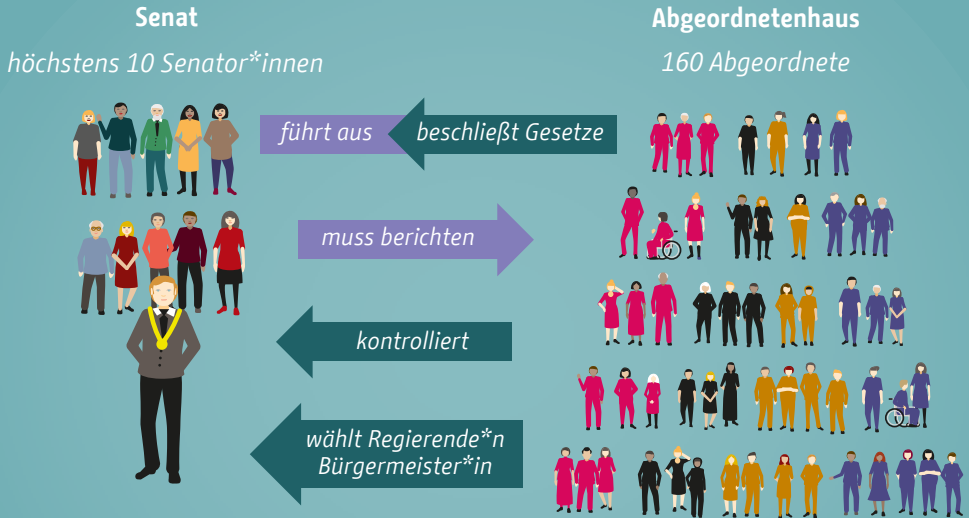 Senat
höchstens 10 Senator*innen
Abgeordnetenhaus
160 Abgeordnete
führt aus
beschließt Gesetze
muss berichten
kontrolliert
wählt Regierende*n
Bürgermeister*in